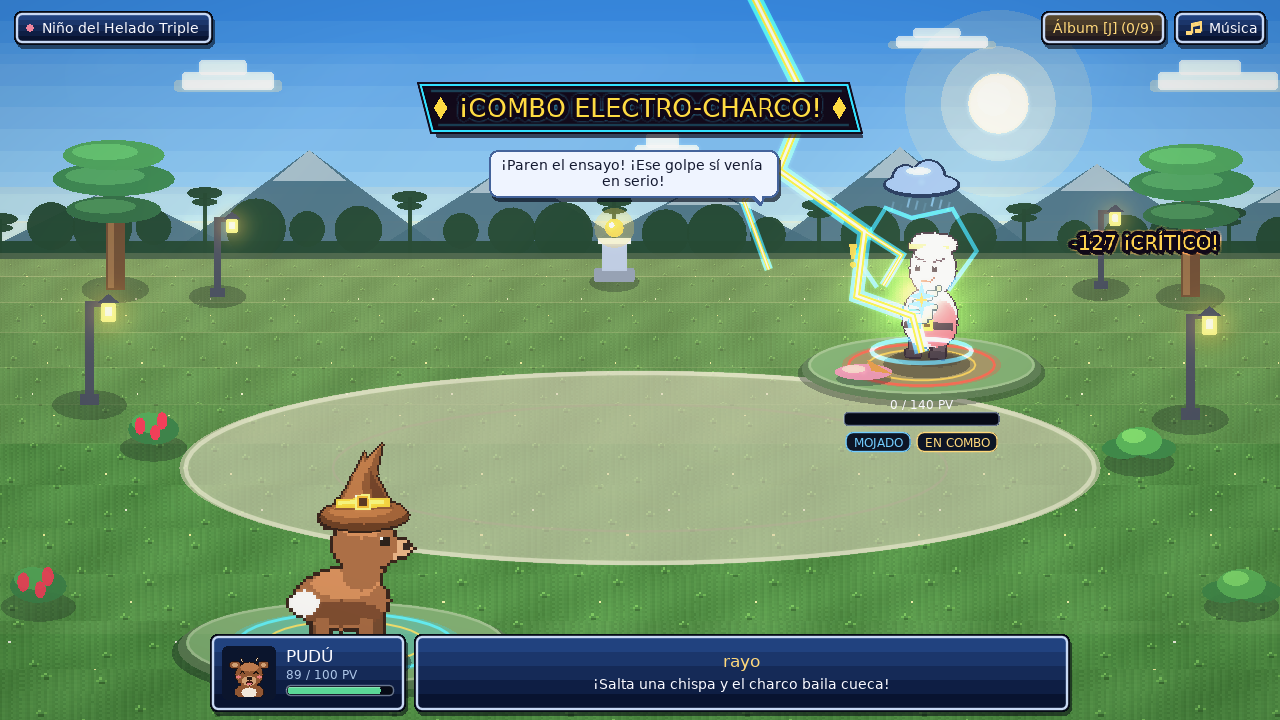 Niño del Helado Triple
Álbum [J] (0/9)
Música
¡COMBO ELECTRO-CHARCO!
¡Paren el ensayo! ¡Ese golpe sí venía
en serio!
-127 ¡CRÍTICO!
0 / 140 PV
MOJADO
EN COMBO
PUDÚ
89 / 100 PV
rayo
¡Salta una chispa y el charco baila cueca!